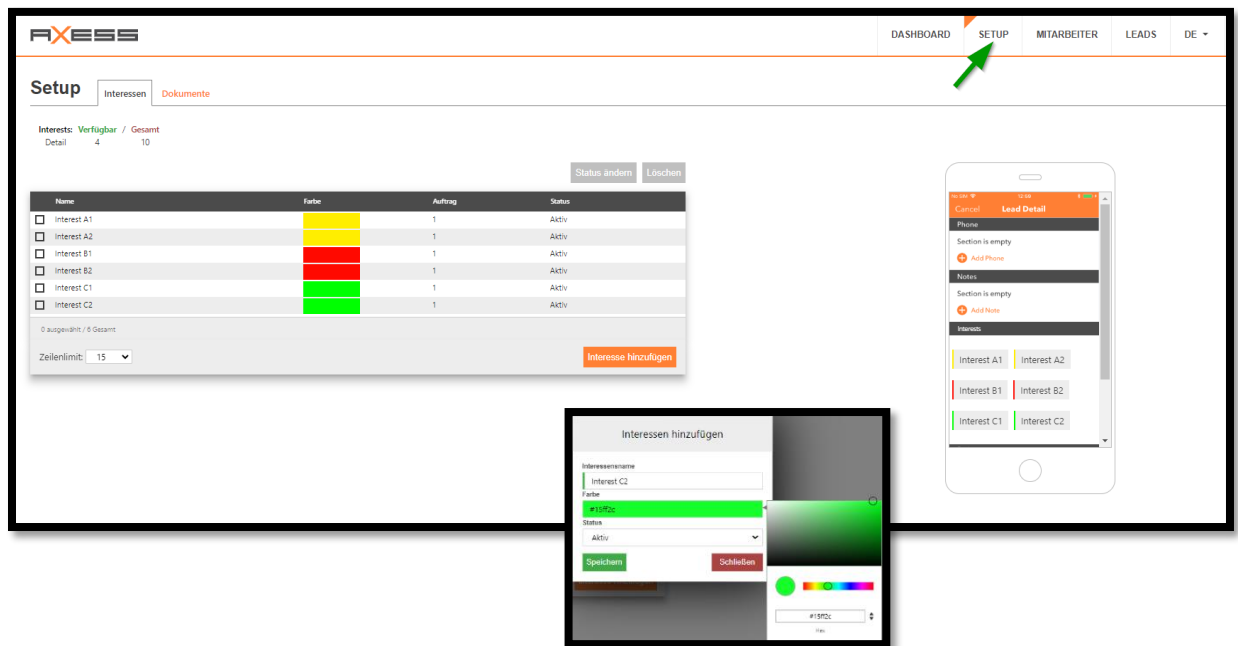 AXESS
DASHBOARD SETUP MITARBEITER LEADS DE
Setup Interessen Dokumente
Interests: Verfügbar / Gesamt
Detail 4 10
Status ändern Löschen
Name Farbe Auftrag Status
Interest A1 1 Aktiv
Interest A2 1 Aktiv
Interest B1 1 Aktiv
Interest B2 1 Aktiv
Interest C1 1 Aktiv
Interest C2 1 Aktiv
0 ausgewählt / 6 Gesamt
Zeilenlimit: 15 Interesse hinzufügen
No SIM
Cancel Lead Detail
Phone
Section is empty
Add Phone
Notes
Section is empty
Add Note
Interests
Interest A1 Interest A2
Interest B1 Interest B2
Interest C1 Interest C2
Interessen hinzufügen
Interessensname
Interest C2
Farbe
#15ff2c
Status
Aktiv
Speichern Schließen
#15ff2c
Hex